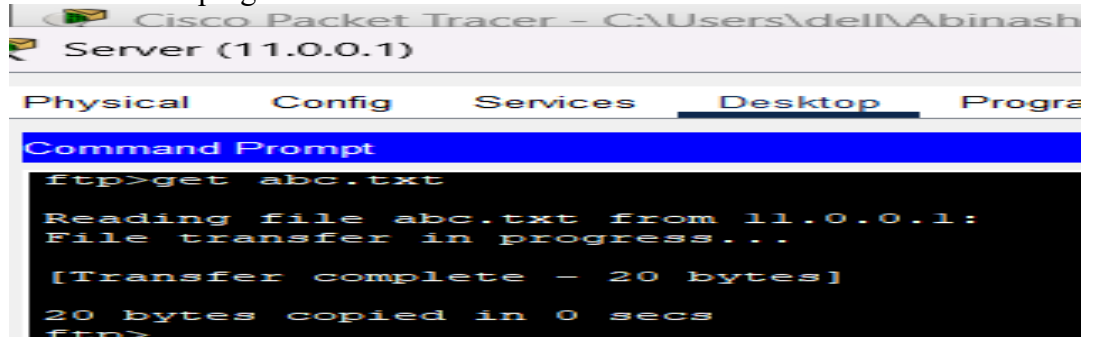 Cisco Packet Tracer - C:\Users\dell\Abinash
Server (11.0.0.1)
Physical Config Services Desktop Progra
Command Prompt
ftp>get abc.txt
Reading file abc.txt from 11.0.0.1:
File transfer in progress...
[Transfer complete - 20 bytes]
20 bytes copied in 0 secs
ftp>